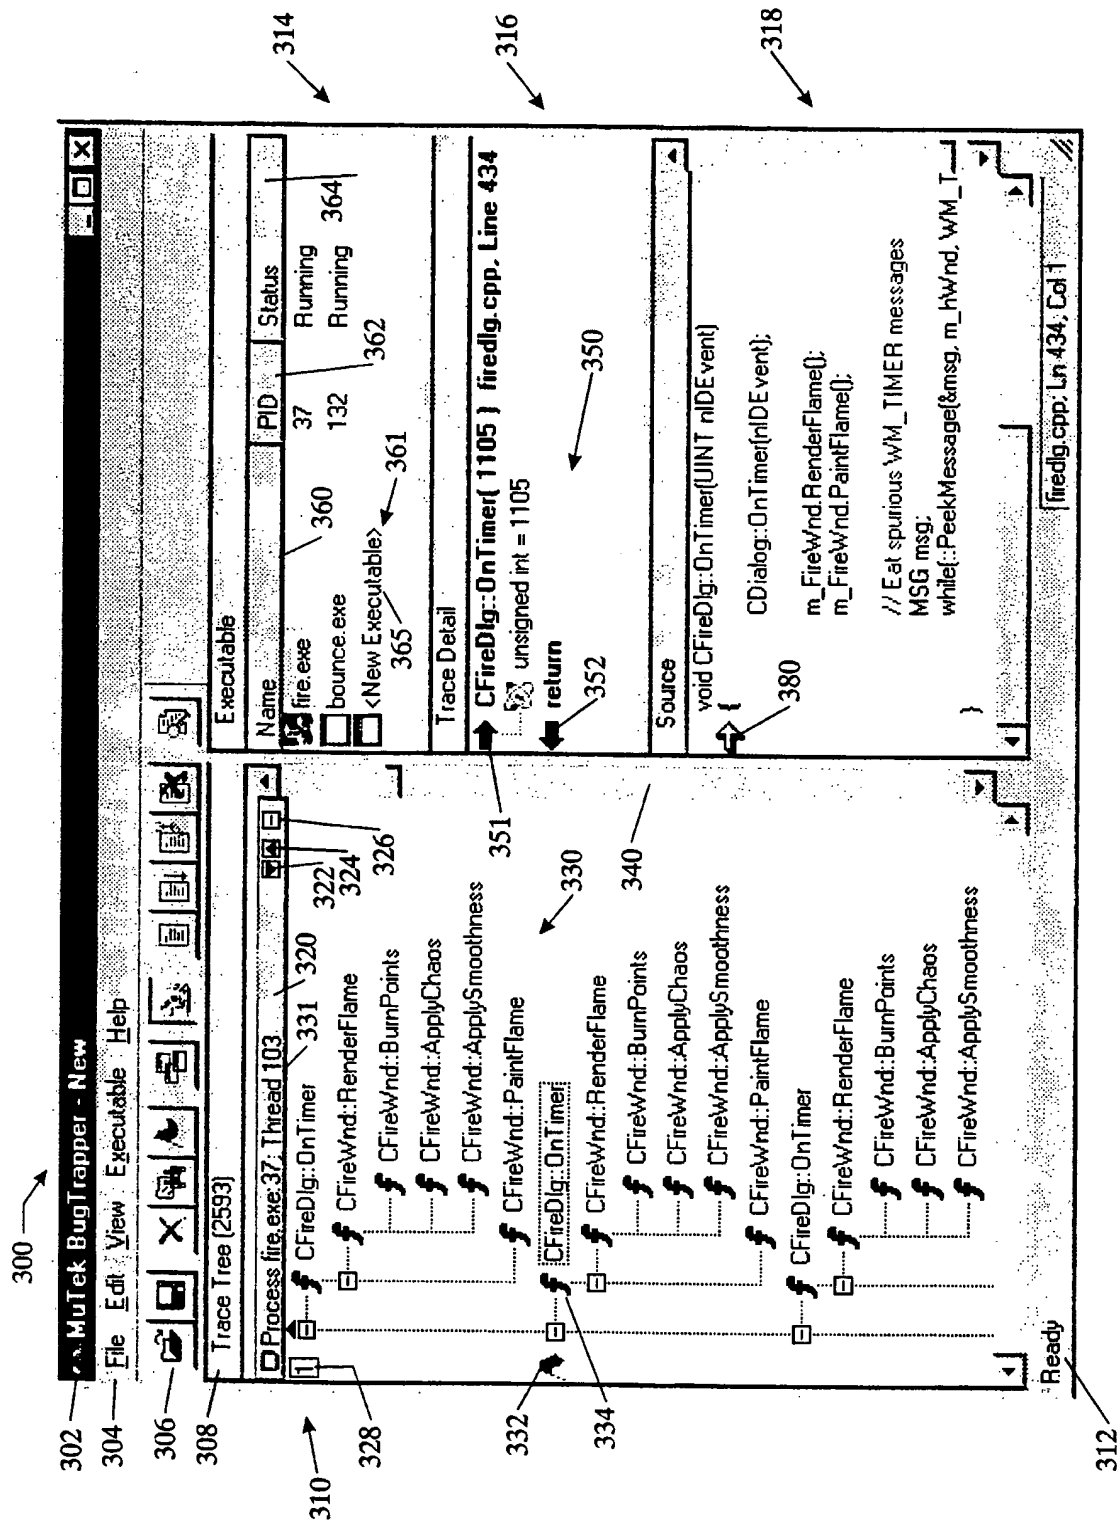 300
302
MuTek BugTrapper - New
304
File Edit View Executable Help
306
308
Trace Tree [2593]
310
Process fire.exe:37; Thread 103
320
322
324
326
328
1
331
CFireDlg::OnTimer
CFireWnd::RenderFlame
CFireWnd::BurnPoints
CFireWnd::ApplyChaos
CFireWnd::ApplySmoothness
CFireWnd::PaintFlame
330
332
334
CFireDlg::OnTimer
340
CFireWnd::RenderFlame
CFireWnd::BurnPoints
CFireWnd::ApplyChaos
CFireWnd::ApplySmoothness
CFireWnd::PaintFlame
CFireDlg::OnTimer
CFireWnd::RenderFlame
CFireWnd::BurnPoints
CFireWnd::ApplyChaos
CFireWnd::ApplySmoothness
312
Ready
Executable
314
Name PID Status
360
362
364
fire.exe 37 Running
bounce.exe 132 Running
<New Executable>
361
365
Trace Detail
316
351
CFireDlg::OnTimer( 1105 ) firedlg.cpp, Line 434
unsigned int = 1105
return
352
350
Source
318
void CFireDlg::OnTimer(UINT nIDEvent)
{
380
CDialog::OnTimer(nIDEvent);
m_FireWnd.RenderFlame();
m_FireWnd.PaintFlame();
// Eat spurious WM_TIMER messages
MSG msg;
while(::PeekMessage(&msg, m_hWnd, WM_T
}
firedlg.cpp; Ln 434, Col 1